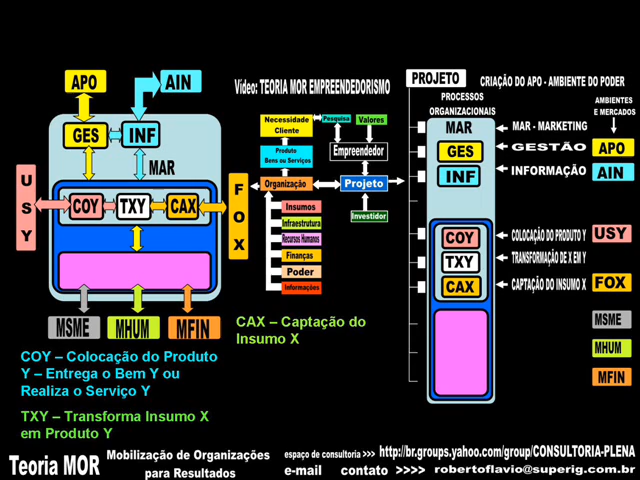 APO
AIN
GES
INF
MAR
USY
COY
TXY
CAX
FOX
MSME
MHUM
MFIN
COY – Colocação do Produto
Y – Entrega o Bem Y ou
Realiza o Serviço Y
TXY – Transforma Insumo X
em Produto Y
Vídeo: TEORIA MOR EMPREENDEDORISMO
Necessidade
Cliente
Pesquisa
Valores
Produto
Bens ou Serviços
Empreendedor
Organização
Projeto
Investidor
Insumos
Infraestrutura
Recursos Humanos
Finanças
Poder
Informações
CAX – Captação do
Insumo X
PROJETO
CRIAÇÃO DO APO - AMBIENTE DO PODER
PROCESSOS
ORGANIZACIONAIS
AMBIENTES
E MERCADOS
MAR
MAR - MARKETING
GES
GESTÃO
APO
INF
INFORMAÇÃO
AIN
COY
COLOCAÇÃO DO PRODUTO Y
USY
TXY
TRANSFORMAÇÃO DE X EM Y
CAX
CAPTAÇÃO DO INSUMO X
FOX
MSME
MHUM
MFIN
Teoria MOR
Mobilização de Organizações
para Resultados
espaço de consultoria >>> http://br.groups.yahoo.com/group/CONSULTORIA-PLENA
e-mail contato >>>> robertoflavio@superig.com.br